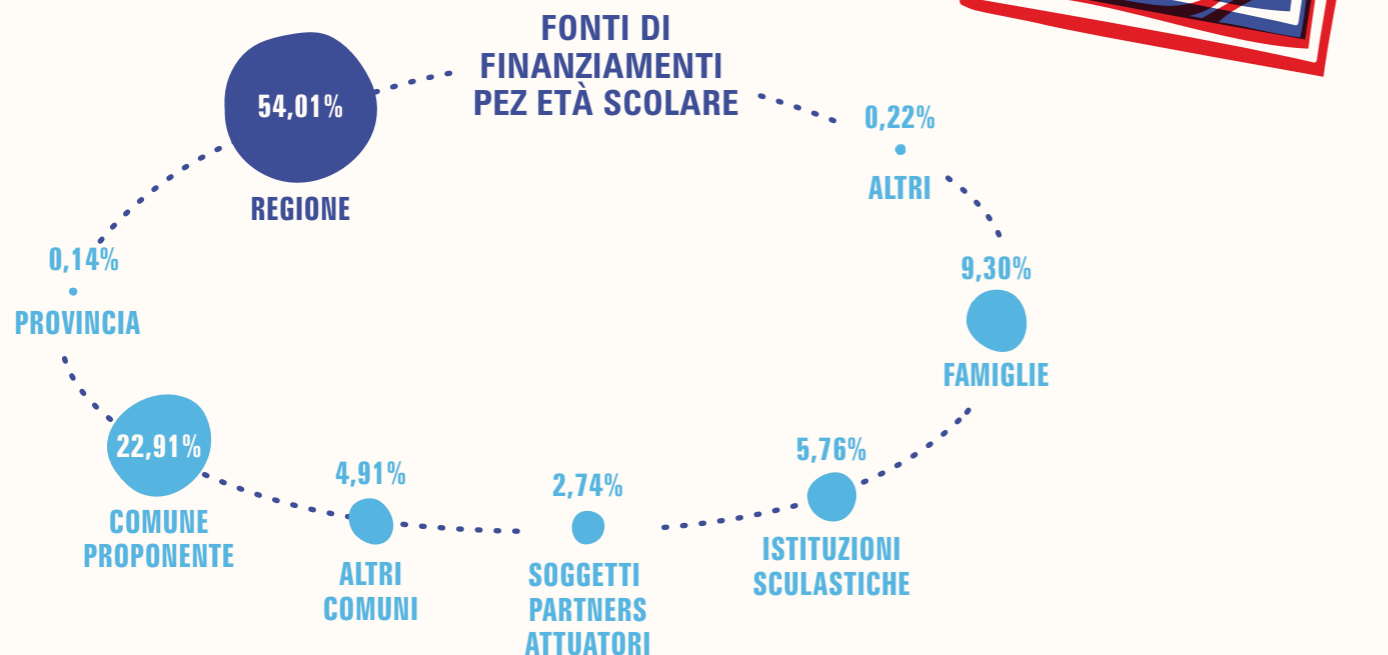 FONTI DI
FINANZIAMENTI
PEZ ETÀ SCOLARE
54,01%
REGIONE
0,22%
ALTRI
0,14%
PROVINCIA
9,30%
FAMIGLIE
22,91%
COMUNE
PROPONENTE
4,91%
ALTRI
COMUNI
2,74%
SOGGETTI
PARTNERS
ATTUATORI
5,76%
ISTITUZIONI
SCULASTICHE